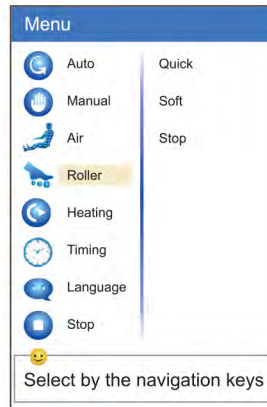 Menu
Auto
Manual
Air
Roller
Heating
Timing
Language
Stop
Quick
Soft
Stop
Select by the navigation keys